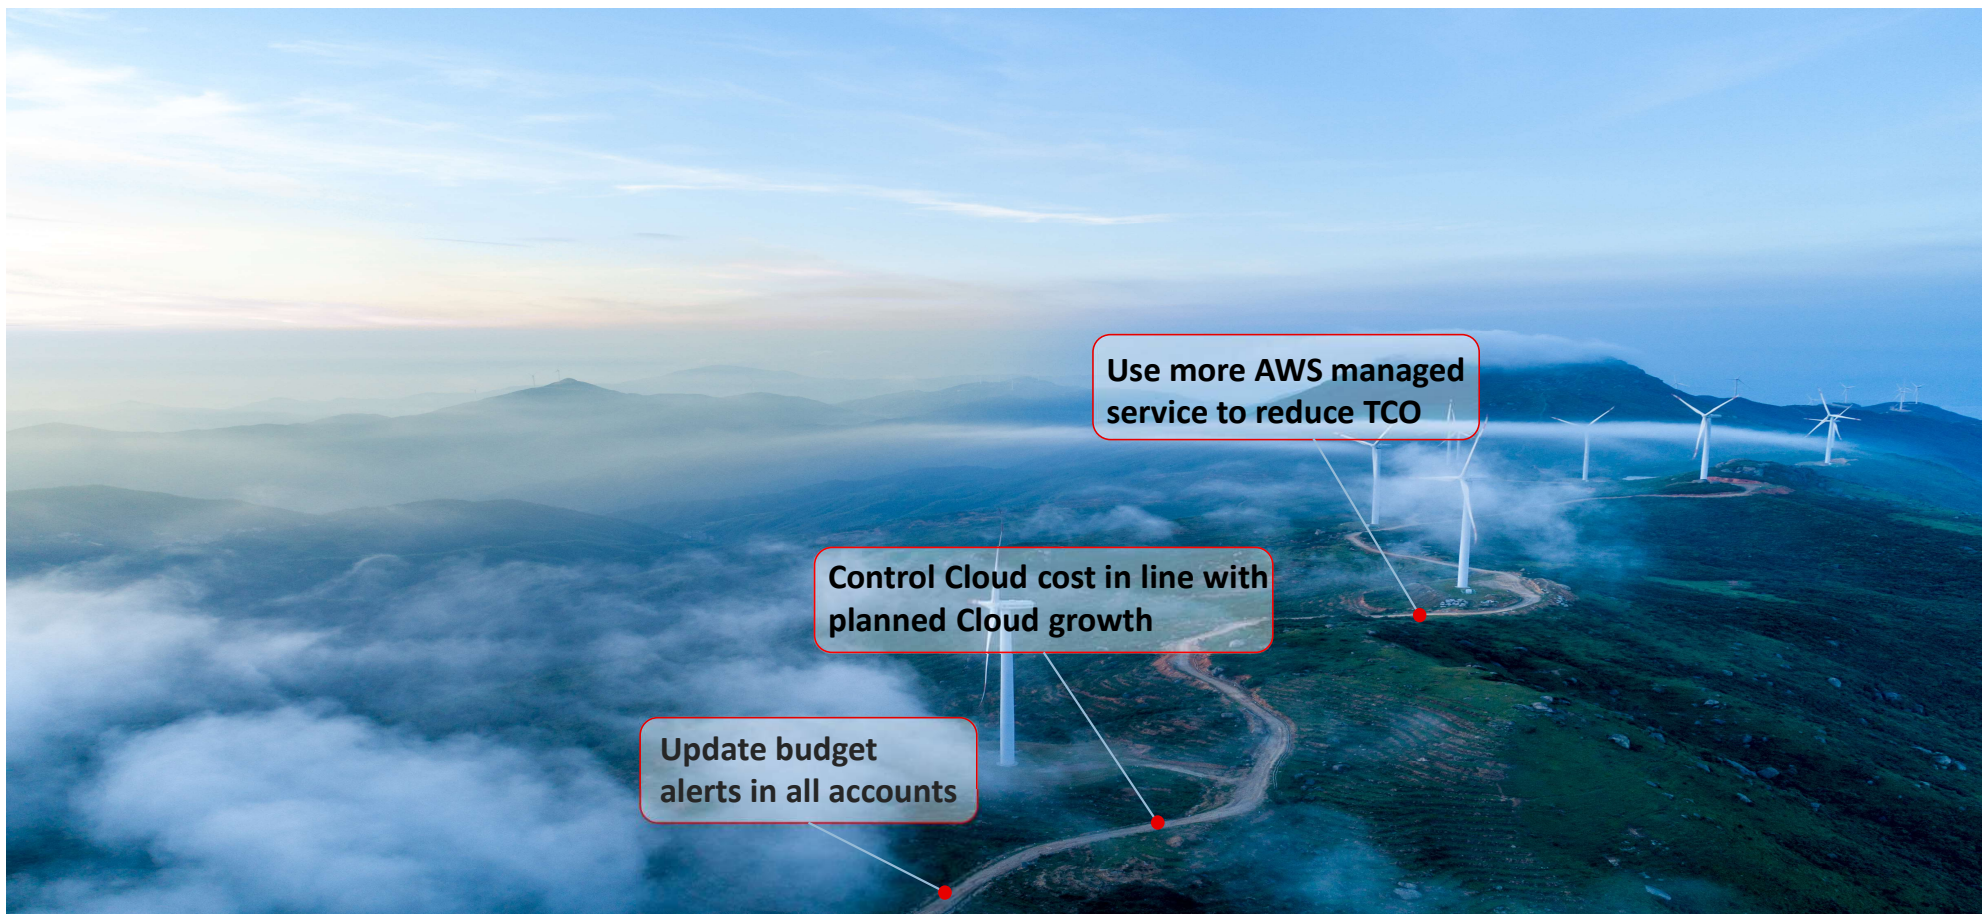 Use more AWS managed
service to reduce TCO
Control Cloud cost in line with
planned Cloud growth
Update budget
alerts in all accounts